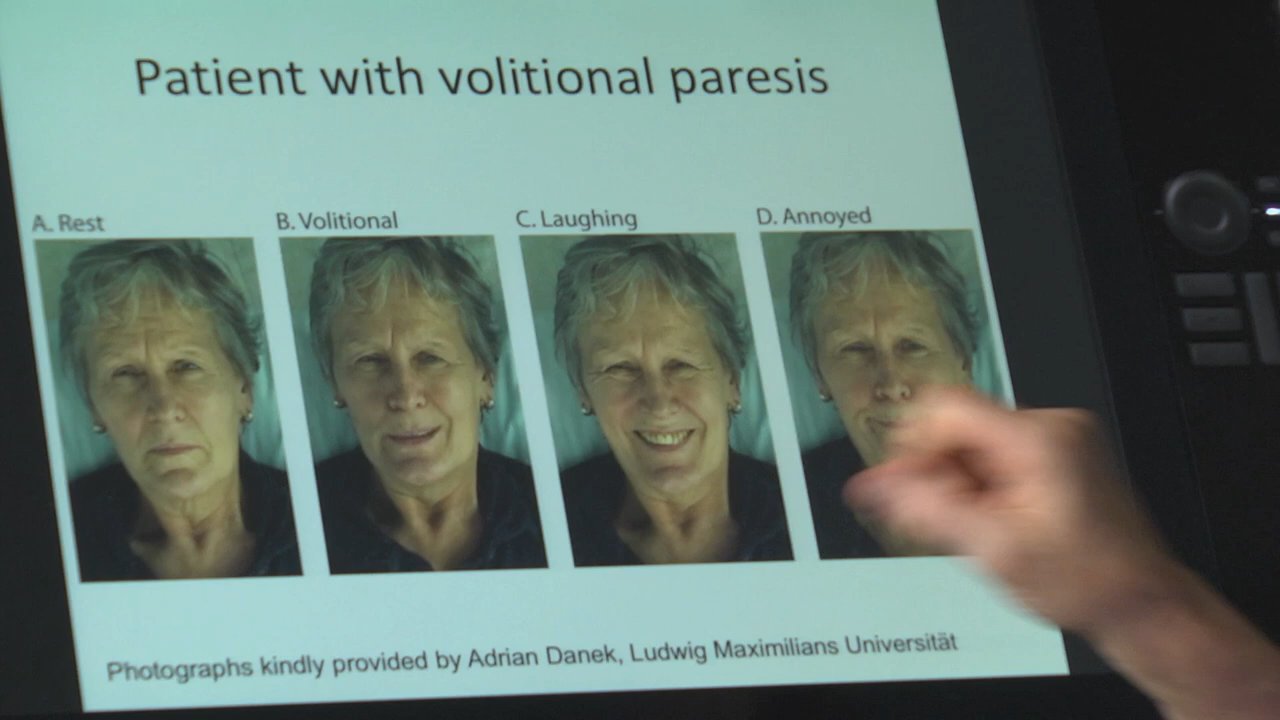 Patient with volitional paresis
A. Rest
B. Volitional
C. Laughing
D. Annoyed
Photographs kindly provided by Adrian Danek, Ludwig Maximilians Universität